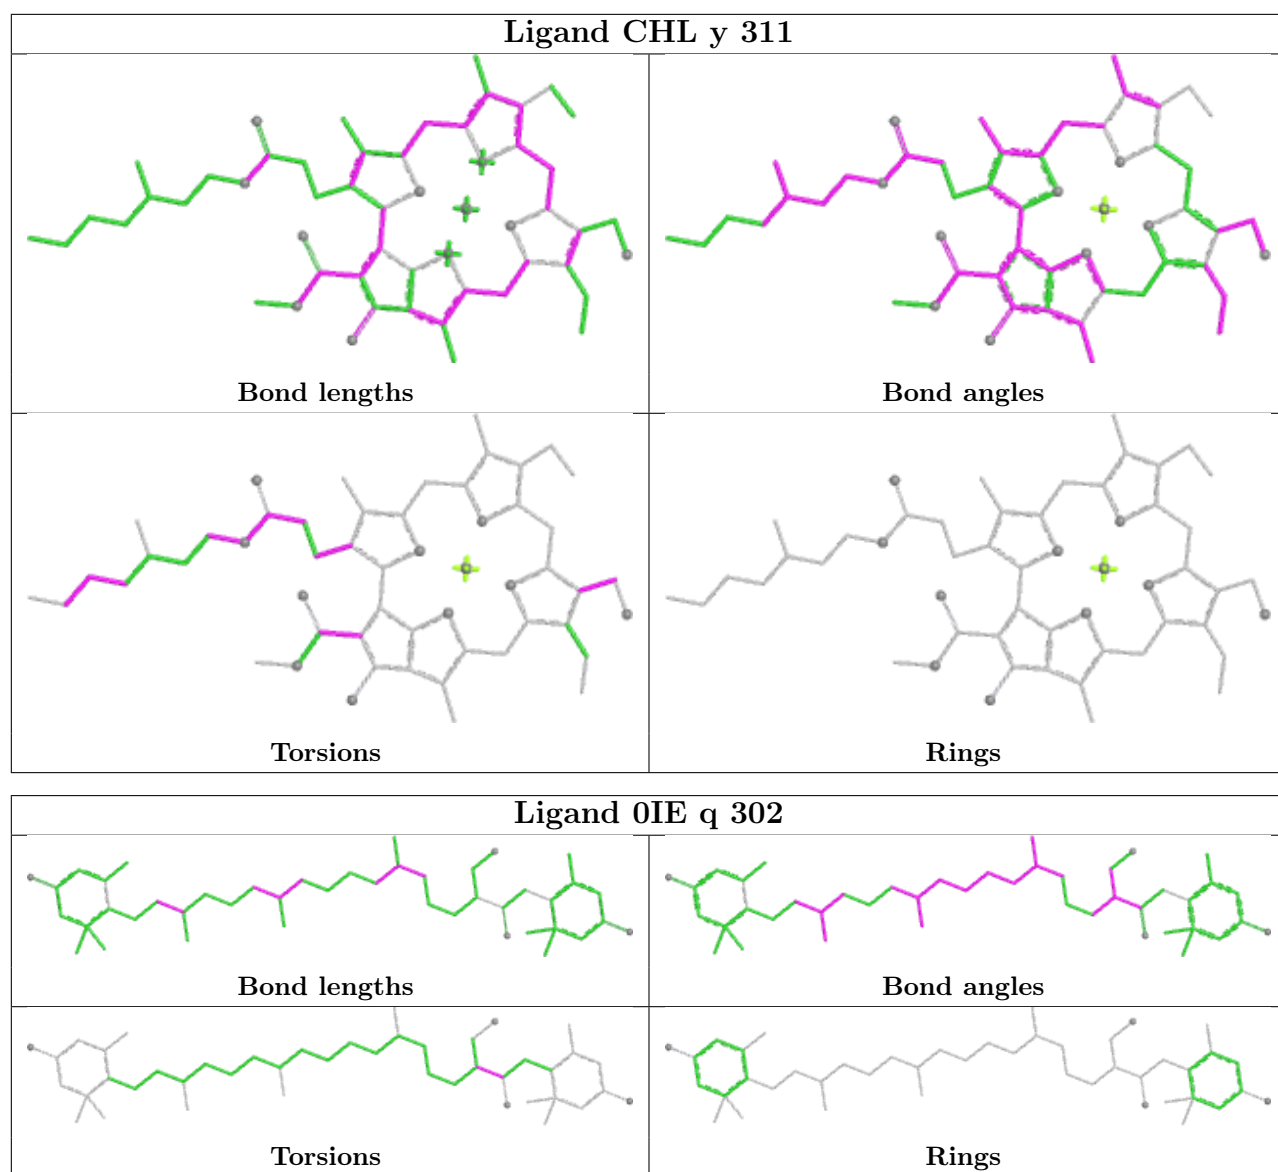 Ligand CHL y 311
Bond lengths
Bond angles
Torsions
Rings
Ligand 0IE q 302
Bond lengths
Bond angles
Torsions
Rings